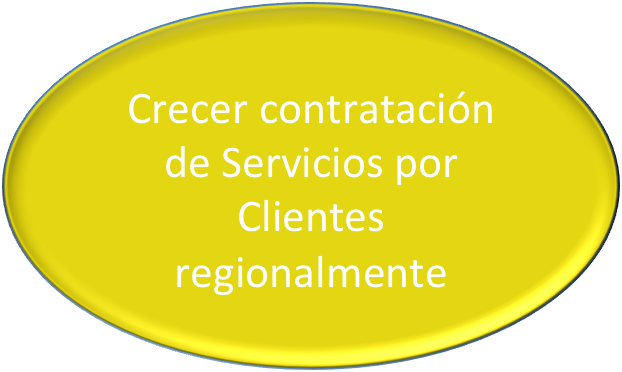 Crecer contratación
de Servicios por
Clientes
regionalmente